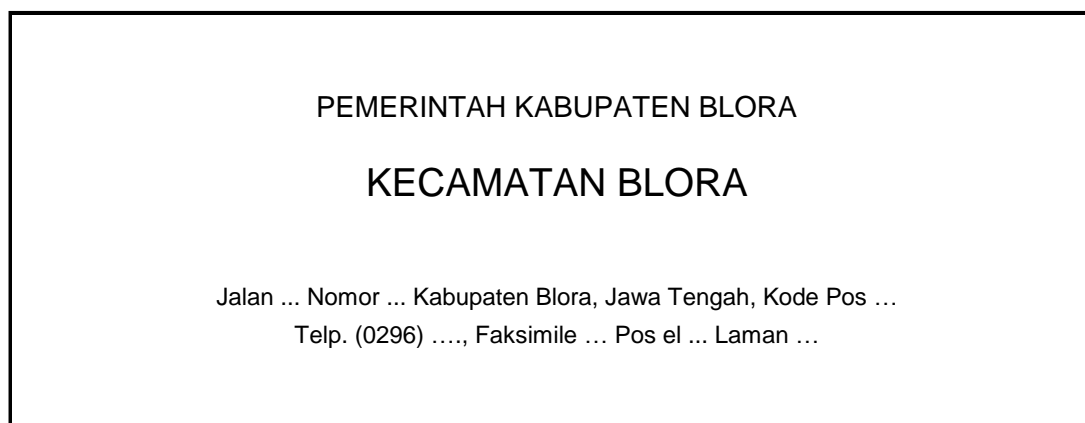 PEMERINTAH KABUPATEN BLORA
KECAMATAN BLORA
Jalan ... Nomor ... Kabupaten Blora, Jawa Tengah, Kode Pos …
Telp. (0296) …., Faksimile … Pos el ... Laman …